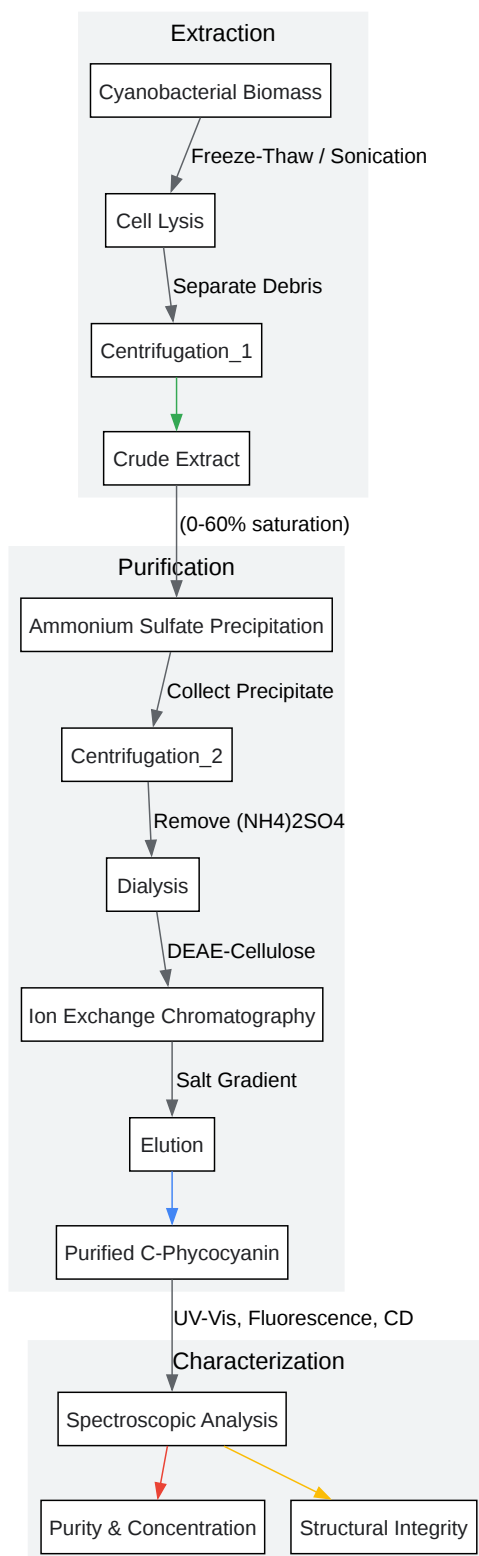 Extraction
Cyanobacterial Biomass
Freeze-Thaw / Sonication
Cell Lysis
Separate Debris
Centrifugation_1
Crude Extract
(0-60% saturation)
Purification
Ammonium Sulfate Precipitation
Collect Precipitate
Centrifugation_2
Remove (NH4)2SO4
Dialysis
DEAE-Cellulose
Ion Exchange Chromatography
Salt Gradient
Elution
Purified C-Phycocyanin
UV-Vis, Fluorescence, CD
Characterization
Spectroscopic Analysis
Purity & Concentration
Structural Integrity